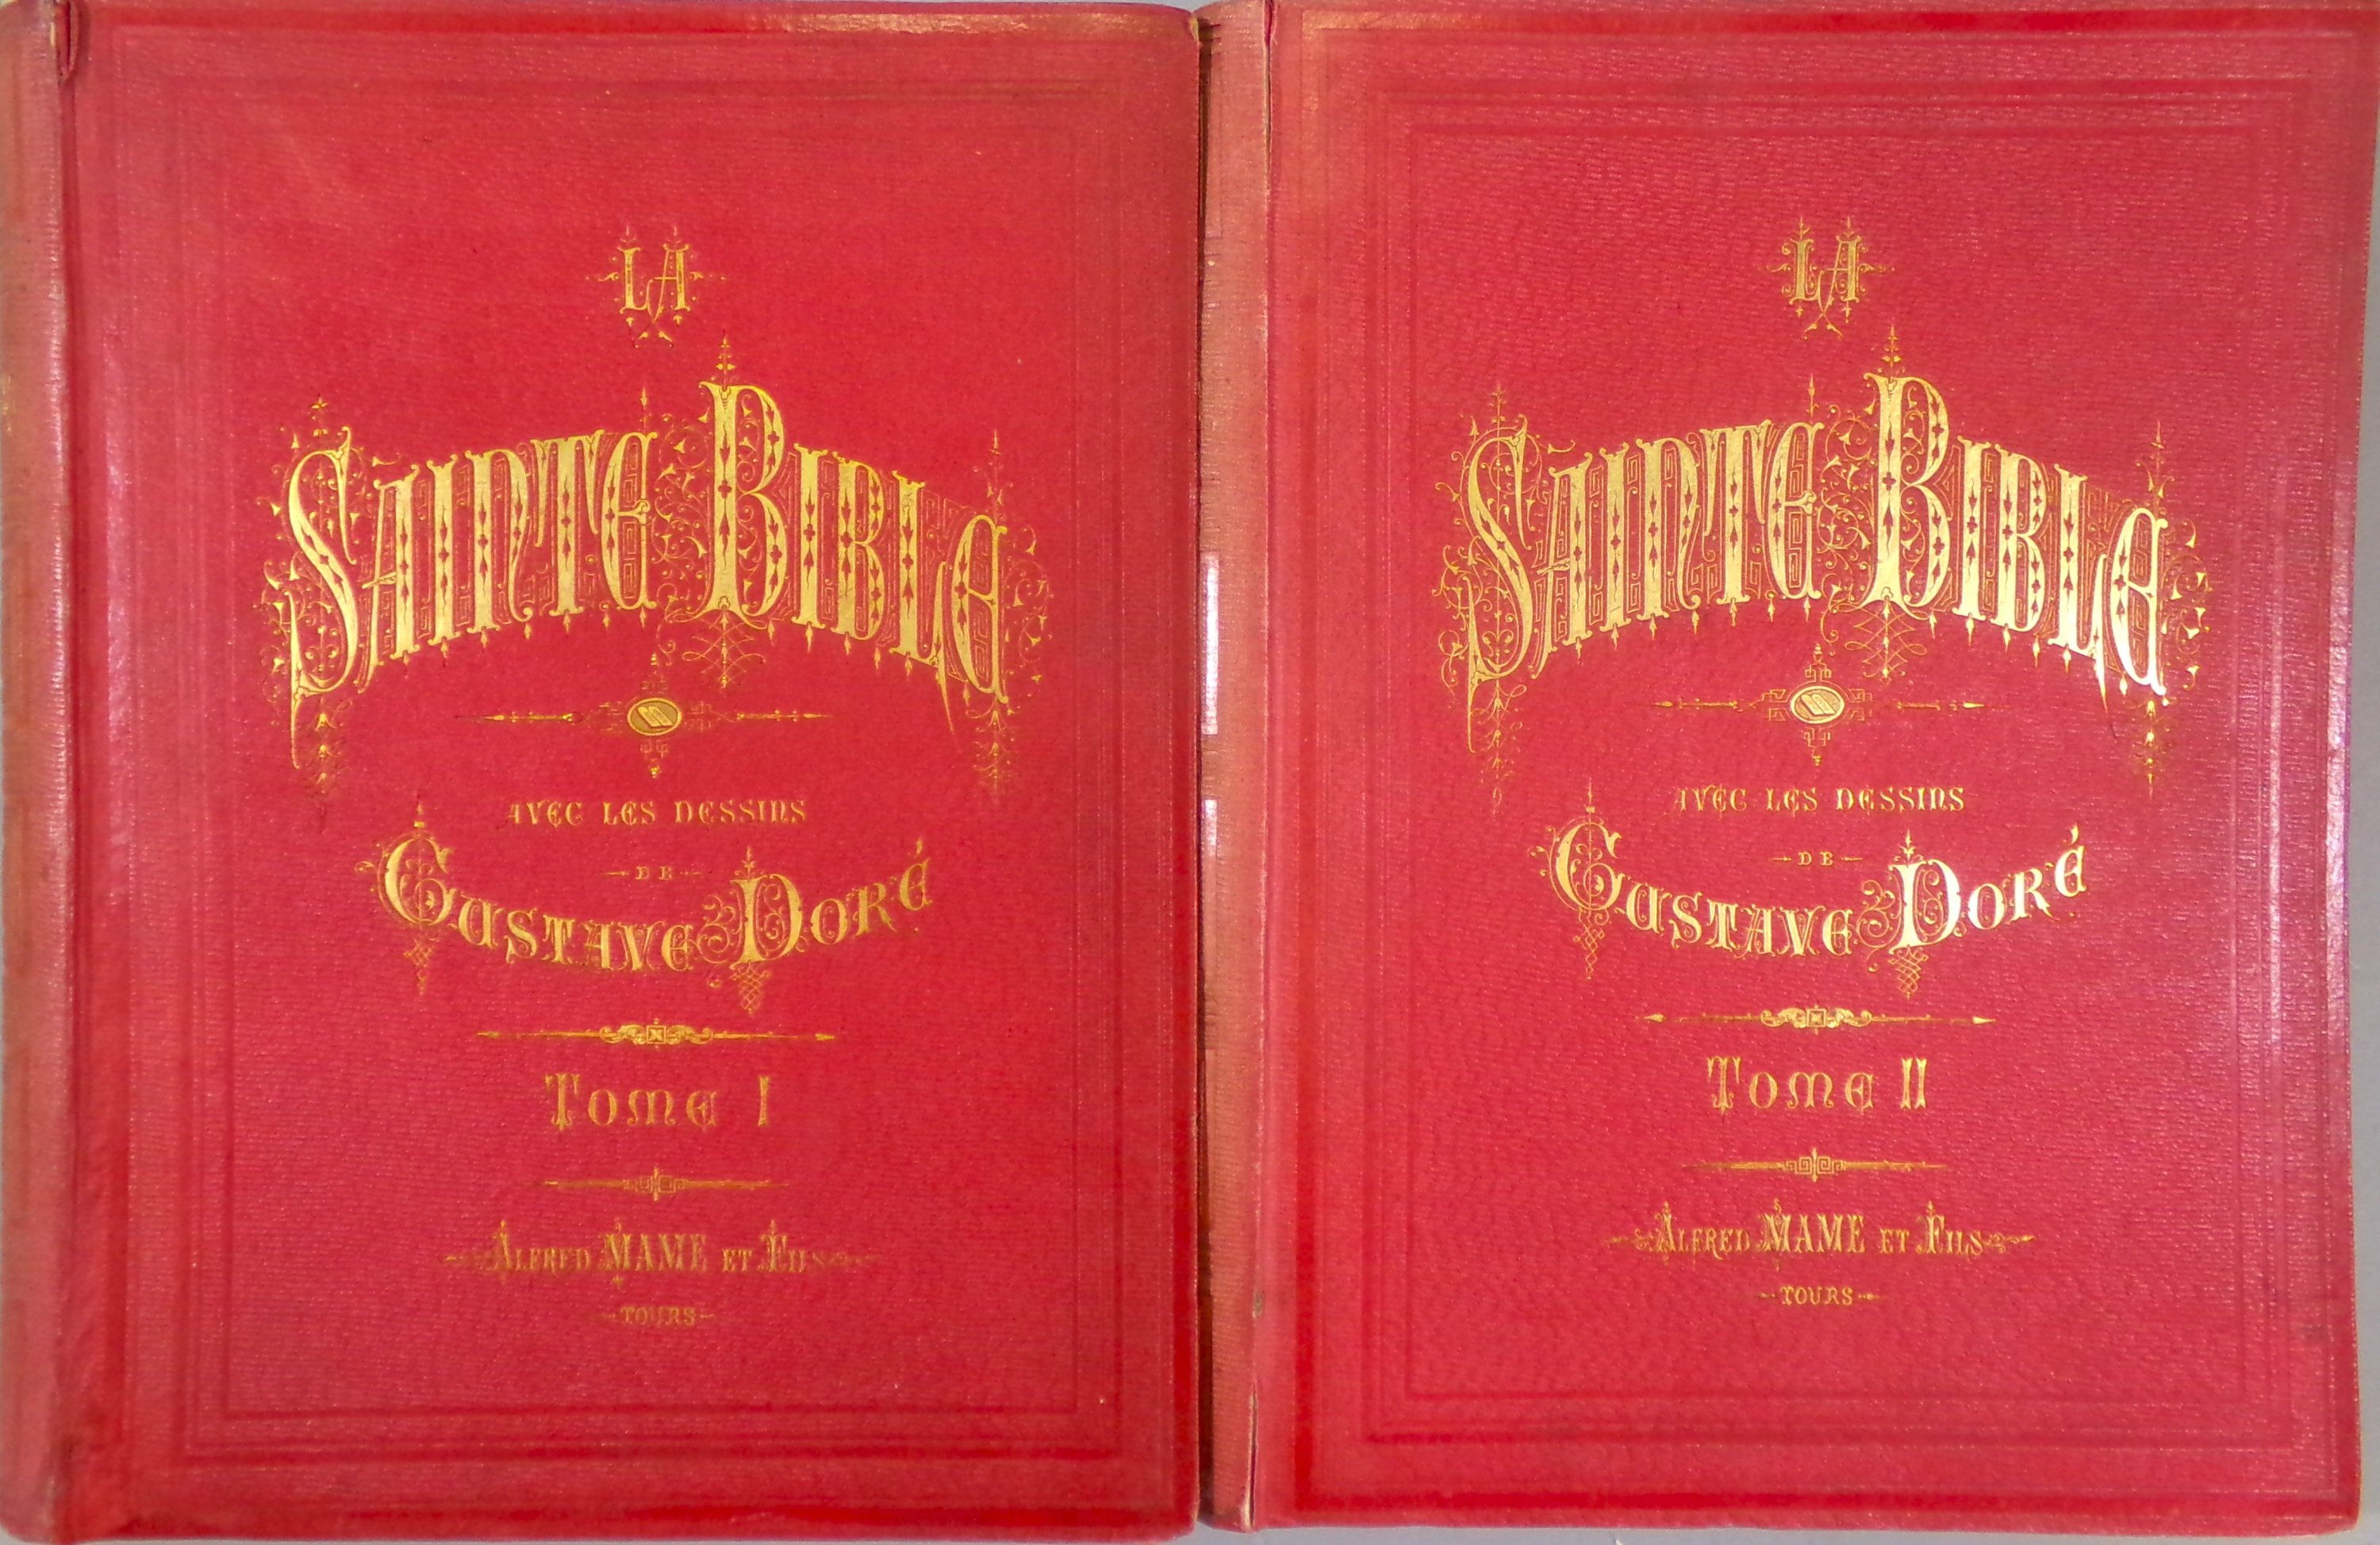 LA
SAINTE BIBLE
AVEC LES DESSINS
DE
GUSTAVE DORÉ
TOME I
ALFRED MAME ET FILS
TOURS
LA
SAINTE BIBLE
AVEC LES DESSINS
DE
GUSTAVE DORÉ
TOME II
ALFRED MAME ET FILS
TOURS